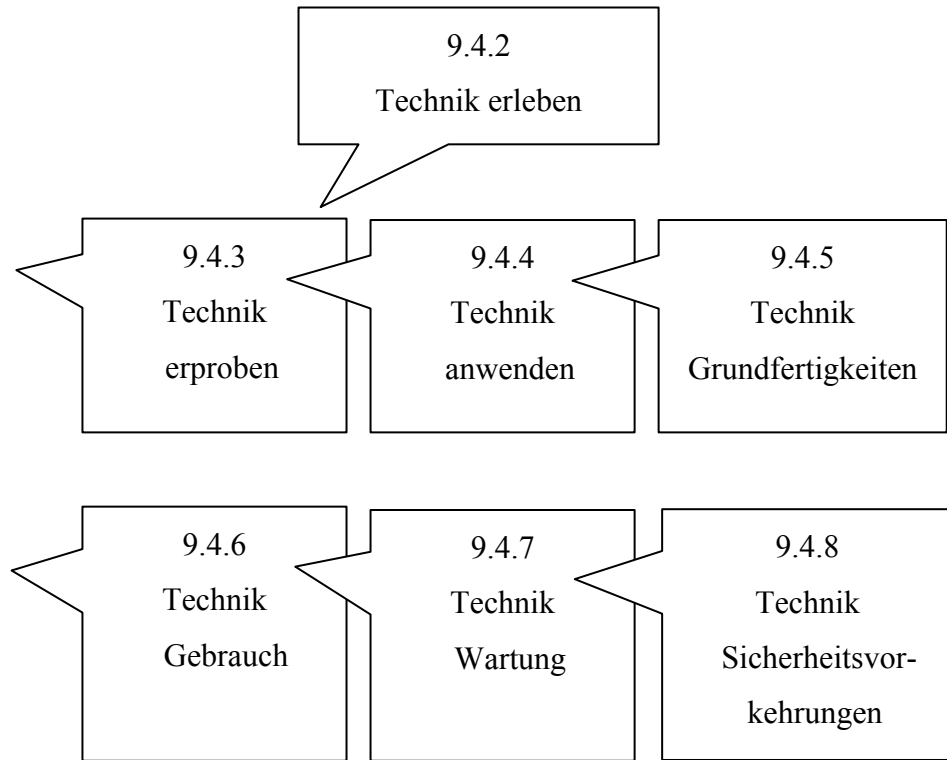 9.4.2
Technik erleben
9.4.3
Technik
erproben
9.4.4
Technik
anwenden
9.4.5
Technik
Grundfertigkeiten
9.4.6
Technik
Gebrauch
9.4.7
Technik
Wartung
9.4.8
Technik
Sicherheitsvor-
kehrungen